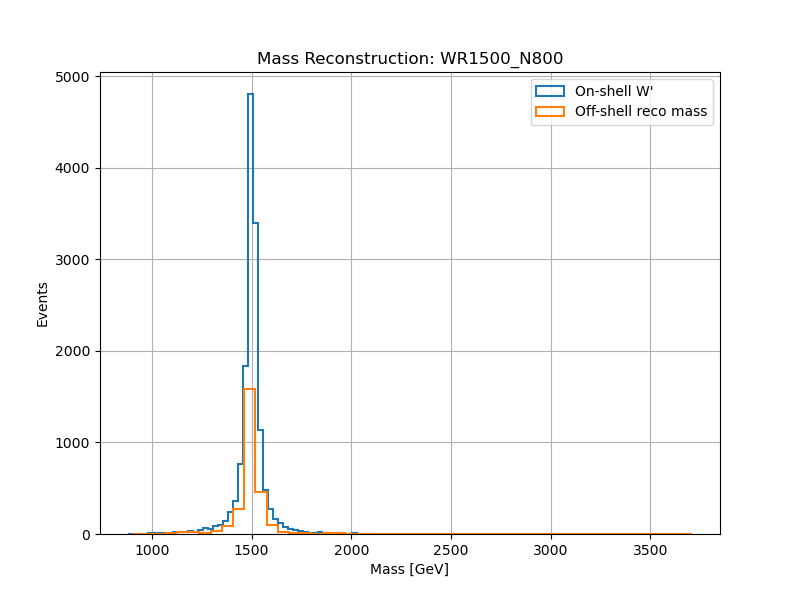 Mass Reconstruction: WR1500_N800
On-shell W'
Off-shell reco mass
5000
4000
3000
2000
1000
0
Events
1000
1500
2000
2500
3000
3500
Mass [GeV]